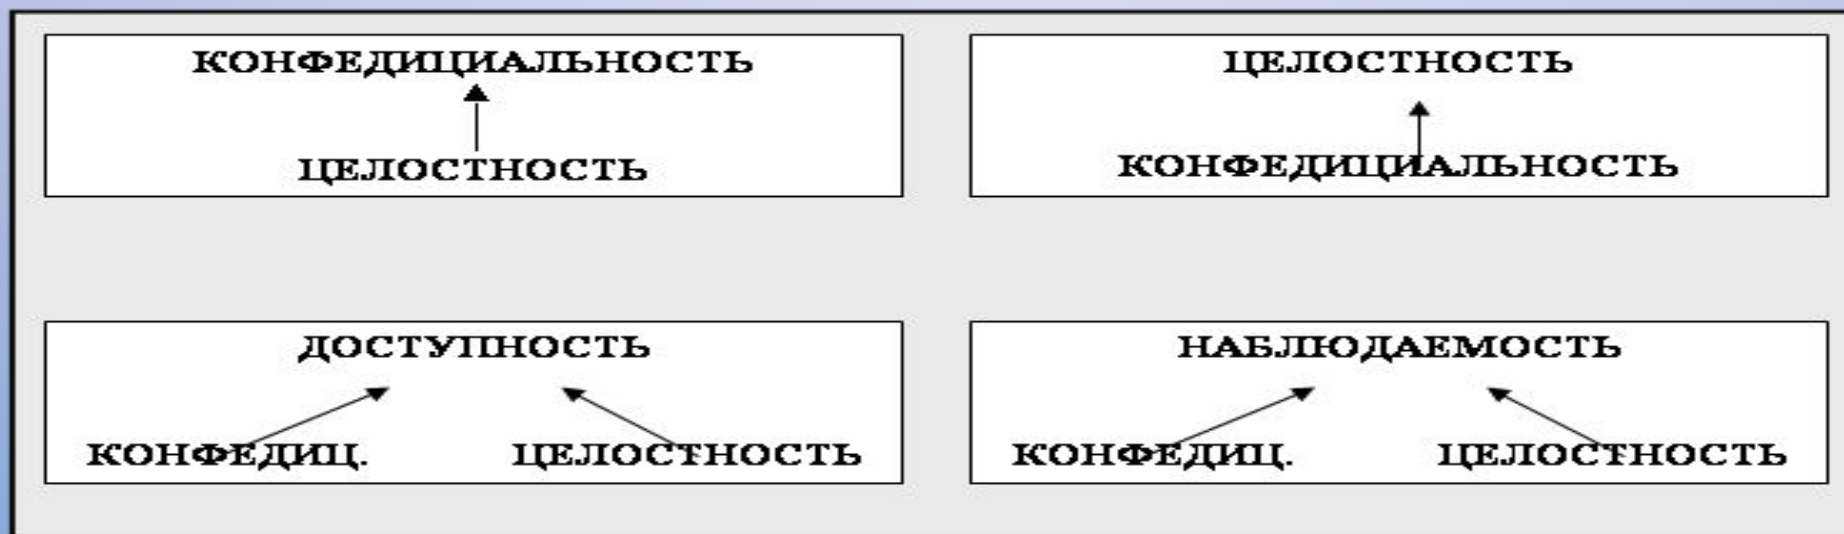 КОНФЕДИЦИАЛЬНОСТЬ
ЦЕЛОСТНОСТЬ
ЦЕЛОСТНОСТЬ
КОНФЕДИЦИАЛЬНОСТЬ
ДОСТУПНОСТЬ
КОНФЕДИЦ. ЦЕЛОСТНОСТЬ
НАБЛЮДАЕМОСТЬ
КОНФЕДИЦ. ЦЕЛОСТНОСТЬ